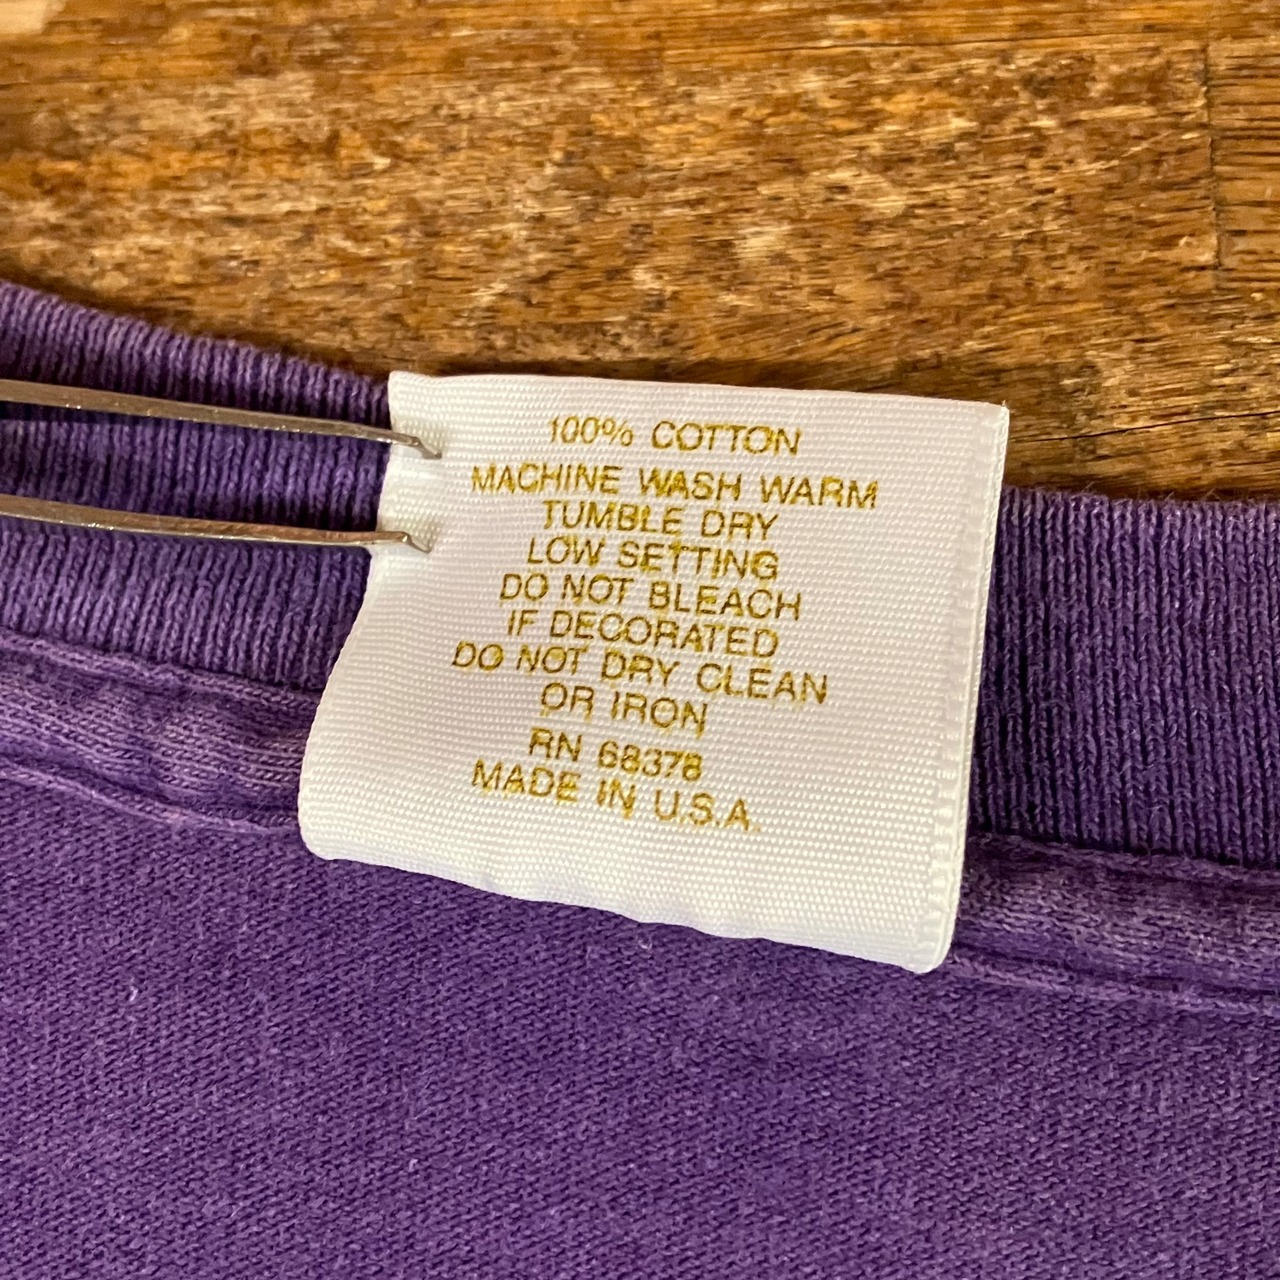 100% COTTON
MACHINE WASH WARM
TUMBLE DRY
LOW SETTING
DO NOT BLEACH
IF DECORATED
DO NOT DRY CLEAN
OR IRON
RN 68378
MADE IN U.S.A.